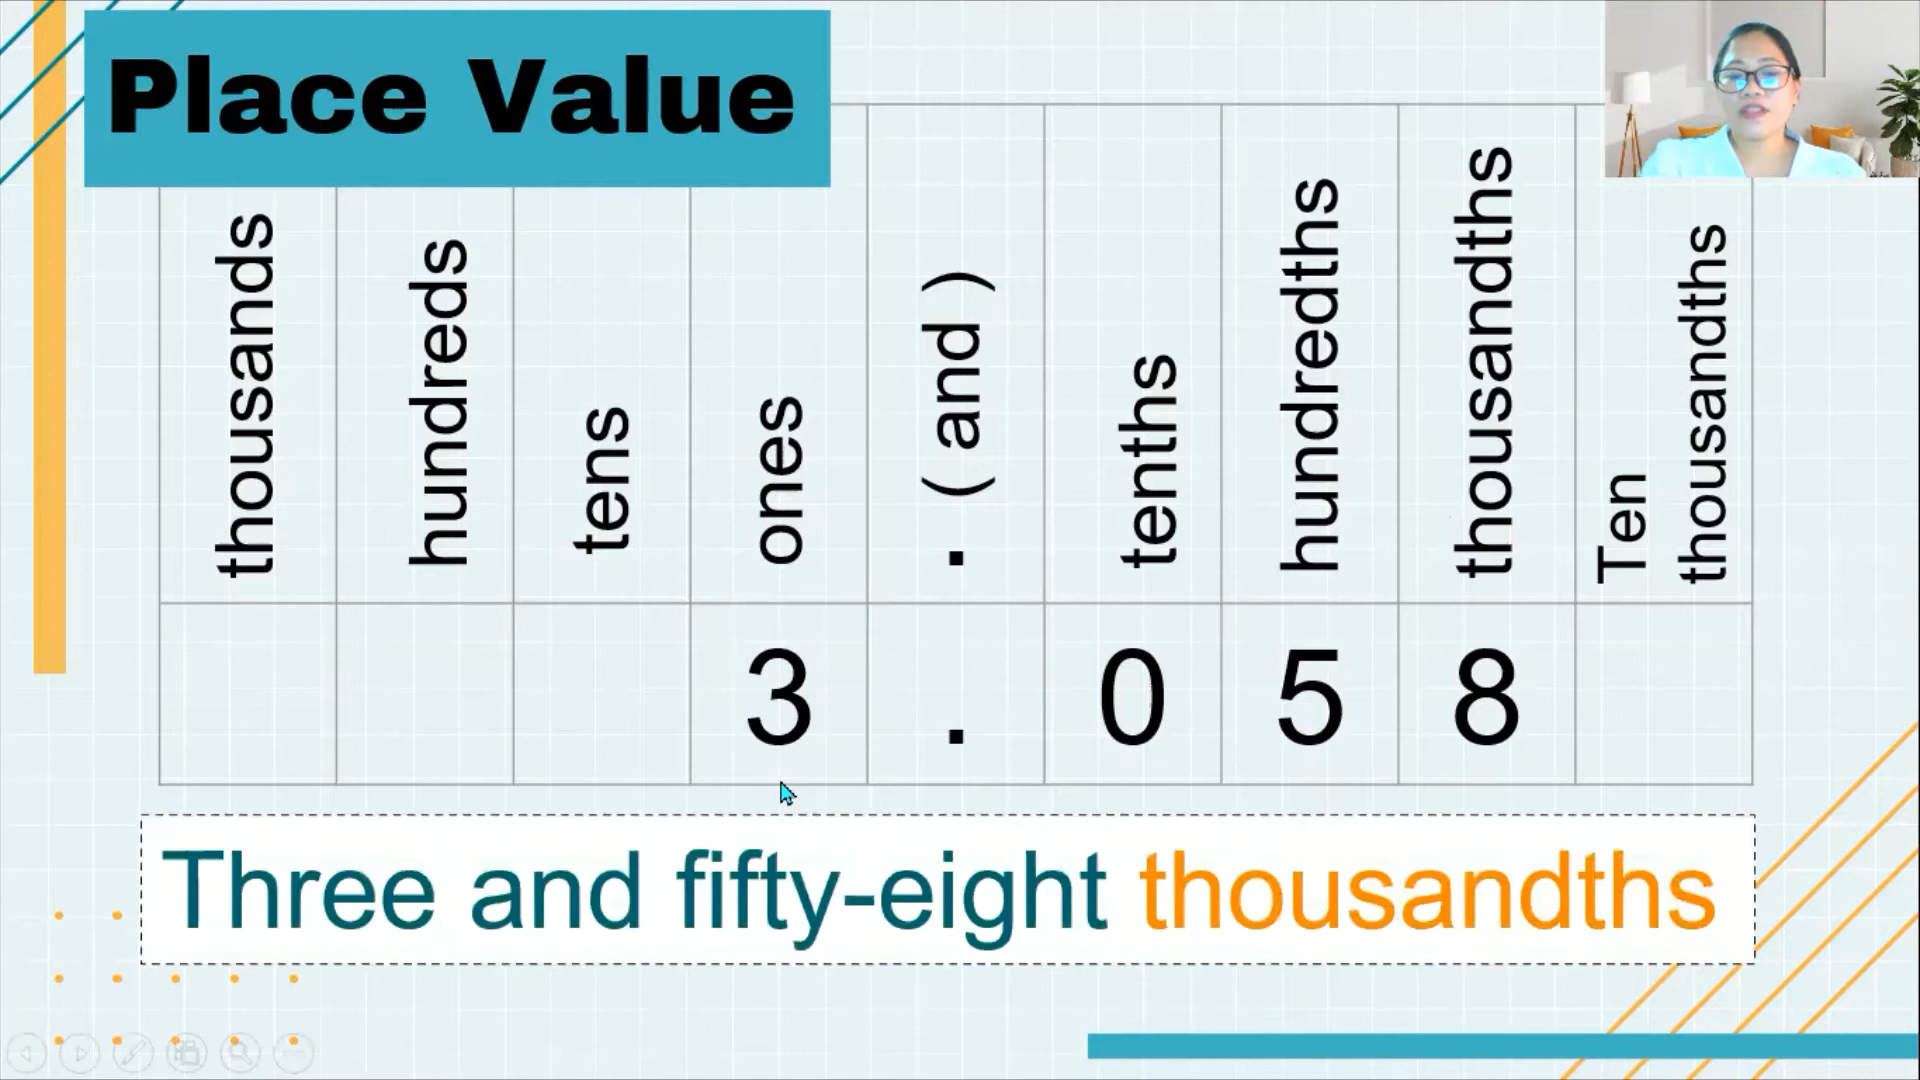 Place Value
thousands
hundreds
tens
ones
. ( and )
tenths
hundredths
thousandths
Ten
thousandths
3 . 0 5 8
Three and fifty-eight thousandths